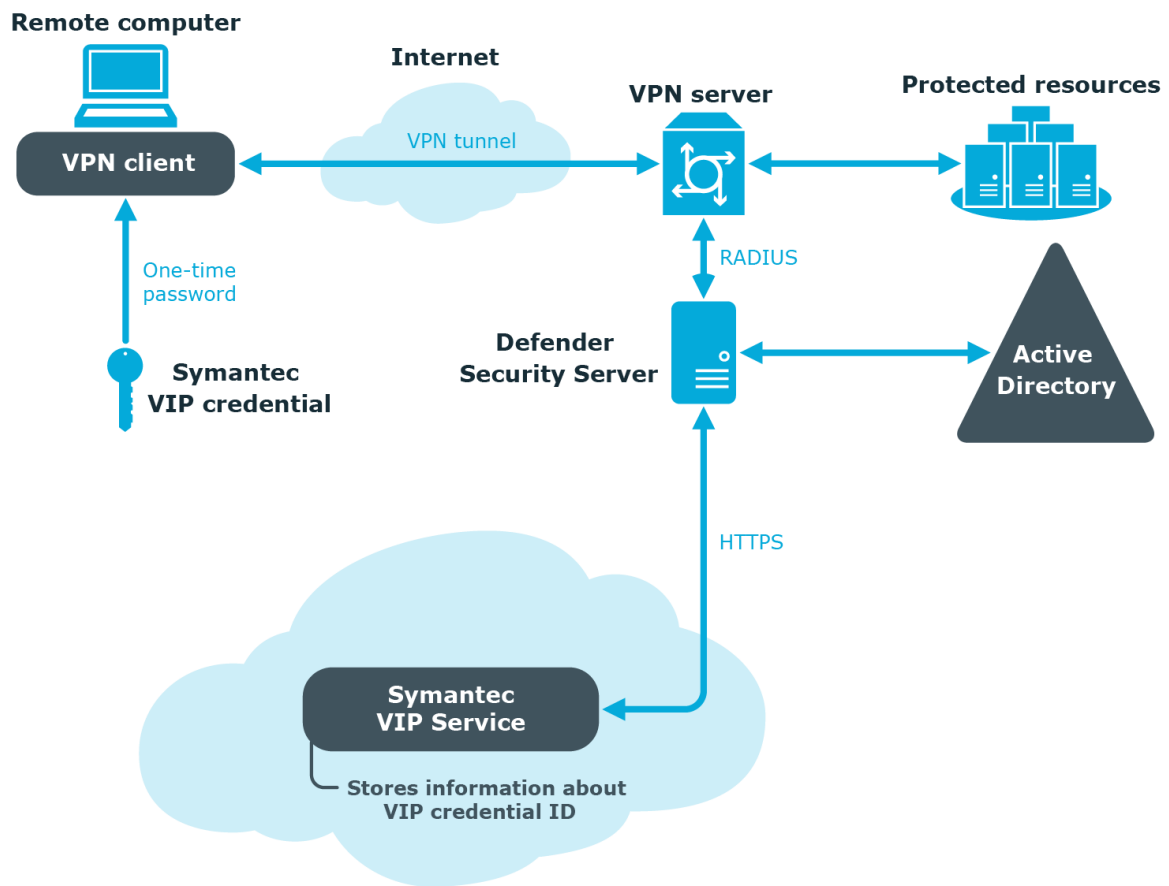 Remote computer
Internet
VPN server
Protected resources
VPN client
VPN tunnel
RADIUS
One-time
password
Symantec
VIP credential
Defender
Security Server
Active
Directory
HTTPS
Symantec
VIP Service
Stores information about
VIP credential ID